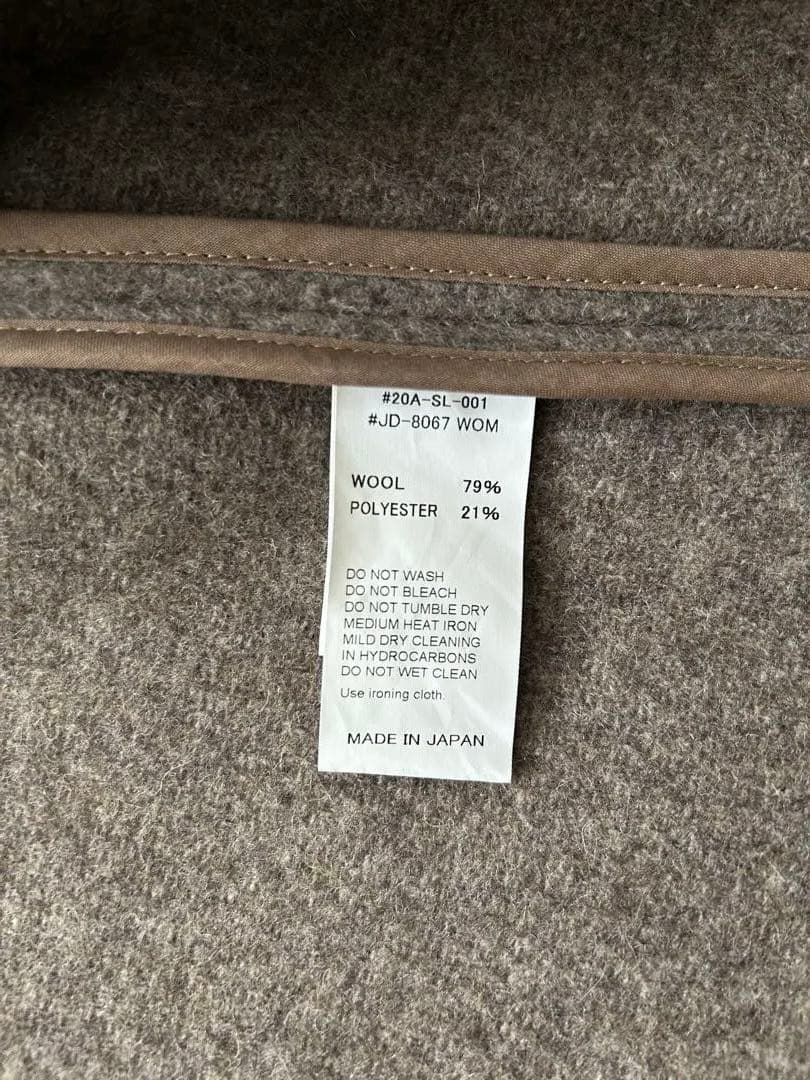 #20A-SL-001
#JD-8067 WOM
WOOL 79%
POLYESTER 21%
DO NOT WASH
DO NOT BLEACH
DO NOT TUMBLE DRY
MEDIUM HEAT IRON
MILD DRY CLEANING
IN HYDROCARBONS
DO NOT WET CLEAN
Use ironing cloth.
MADE IN JAPAN